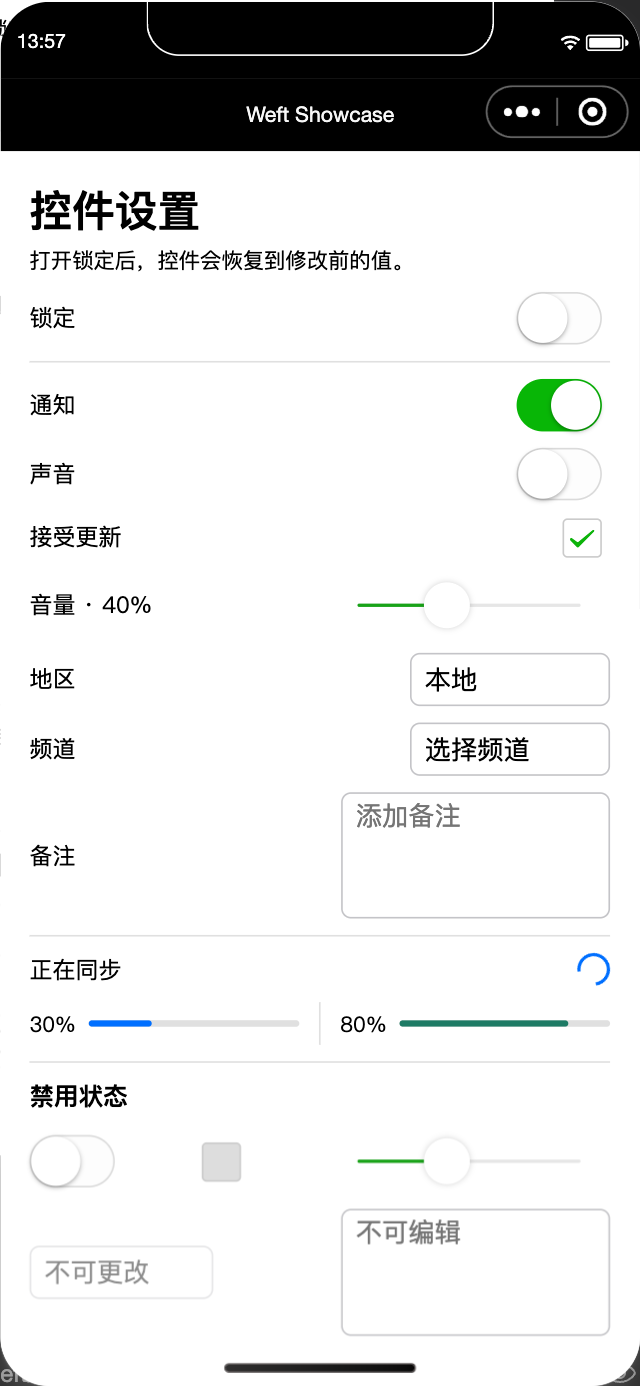 13:57
Weft Showcase
控件设置
打开锁定后，控件会恢复到修改前的值。
锁定
通知
声音
接受更新
音量 · 40%
地区
本地
频道
选择频道
备注
添加备注
正在同步
30%
80%
禁用状态
不可更改
不可编辑